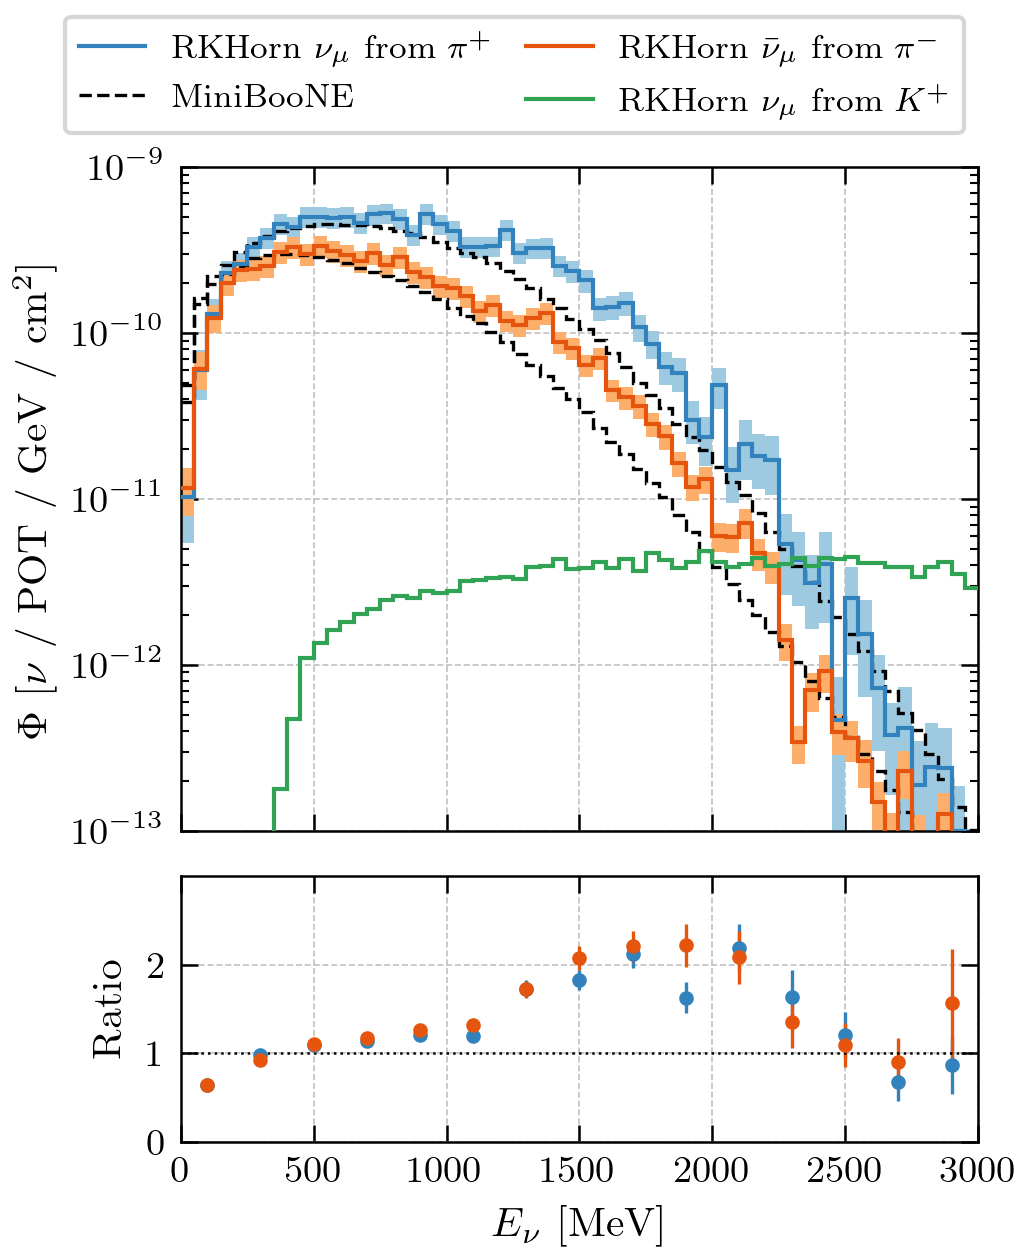 RKHorn νμ from π+
MiniBooNE
RKHorn ν̄μ from π−
RKHorn νμ from K+
10−9
10−10
10−11
10−12
10−13
Φ [ν / POT / GeV / cm2]
2
1
0
Ratio
0 500 1000 1500 2000 2500 3000
Eν [MeV]